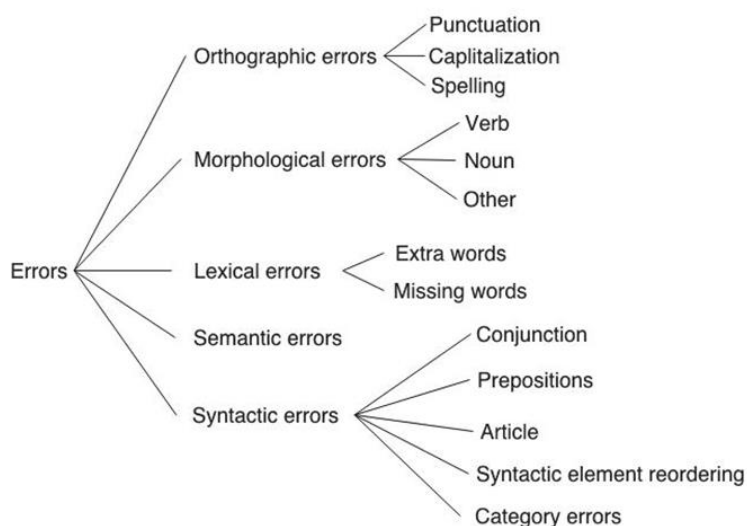 Punctuation
Orthographic errors
Caplitalization
Spelling
Verb
Morphological errors
Noun
Other
Errors
Lexical errors
Extra words
Missing words
Semantic errors
Conjunction
Prepositions
Syntactic errors
Article
Syntactic element reordering
Category errors